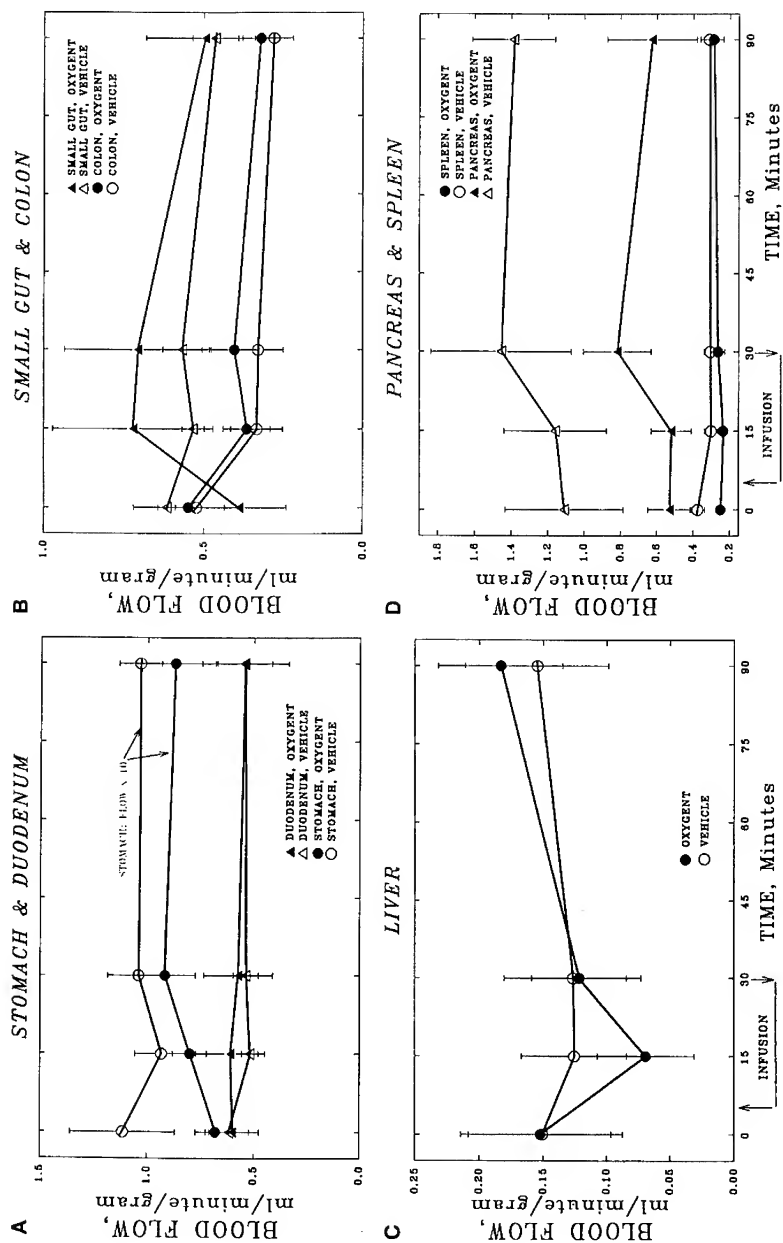 A
STOMACH & DUODENUM
BLOOD FLOW,
ml/minute/gram
1.5
1.0
0.5
0.0
STOMACH: FLOW X 10
▲ DUODENUM, OXYGENT
△ DUODENUM, VEHICLE
● STOMACH, OXYGENT
○ STOMACH, VEHICLE
B
SMALL GUT & COLON
BLOOD FLOW,
ml/minute/gram
1.0
0.5
0.0
▲ SMALL GUT, OXYGENT
△ SMALL GUT, VEHICLE
● COLON, OXYGENT
○ COLON, VEHICLE
C
LIVER
BLOOD FLOW,
ml/minute/gram
0.25
0.20
0.15
0.10
0.05
0.00
● OXYGENT
○ VEHICLE
0 15 30 45 60 75 90
INFUSION
TIME, Minutes
D
PANCREAS & SPLEEN
BLOOD FLOW,
ml/minute/gram
1.8
1.6
1.4
1.2
1.0
0.8
0.6
0.4
0.2
● SPLEEN, OXYGENT
○ SPLEEN, VEHICLE
▲ PANCREAS, OXYGENT
△ PANCREAS, VEHICLE
0 15 30 45 60 75 90
INFUSION
TIME, Minutes